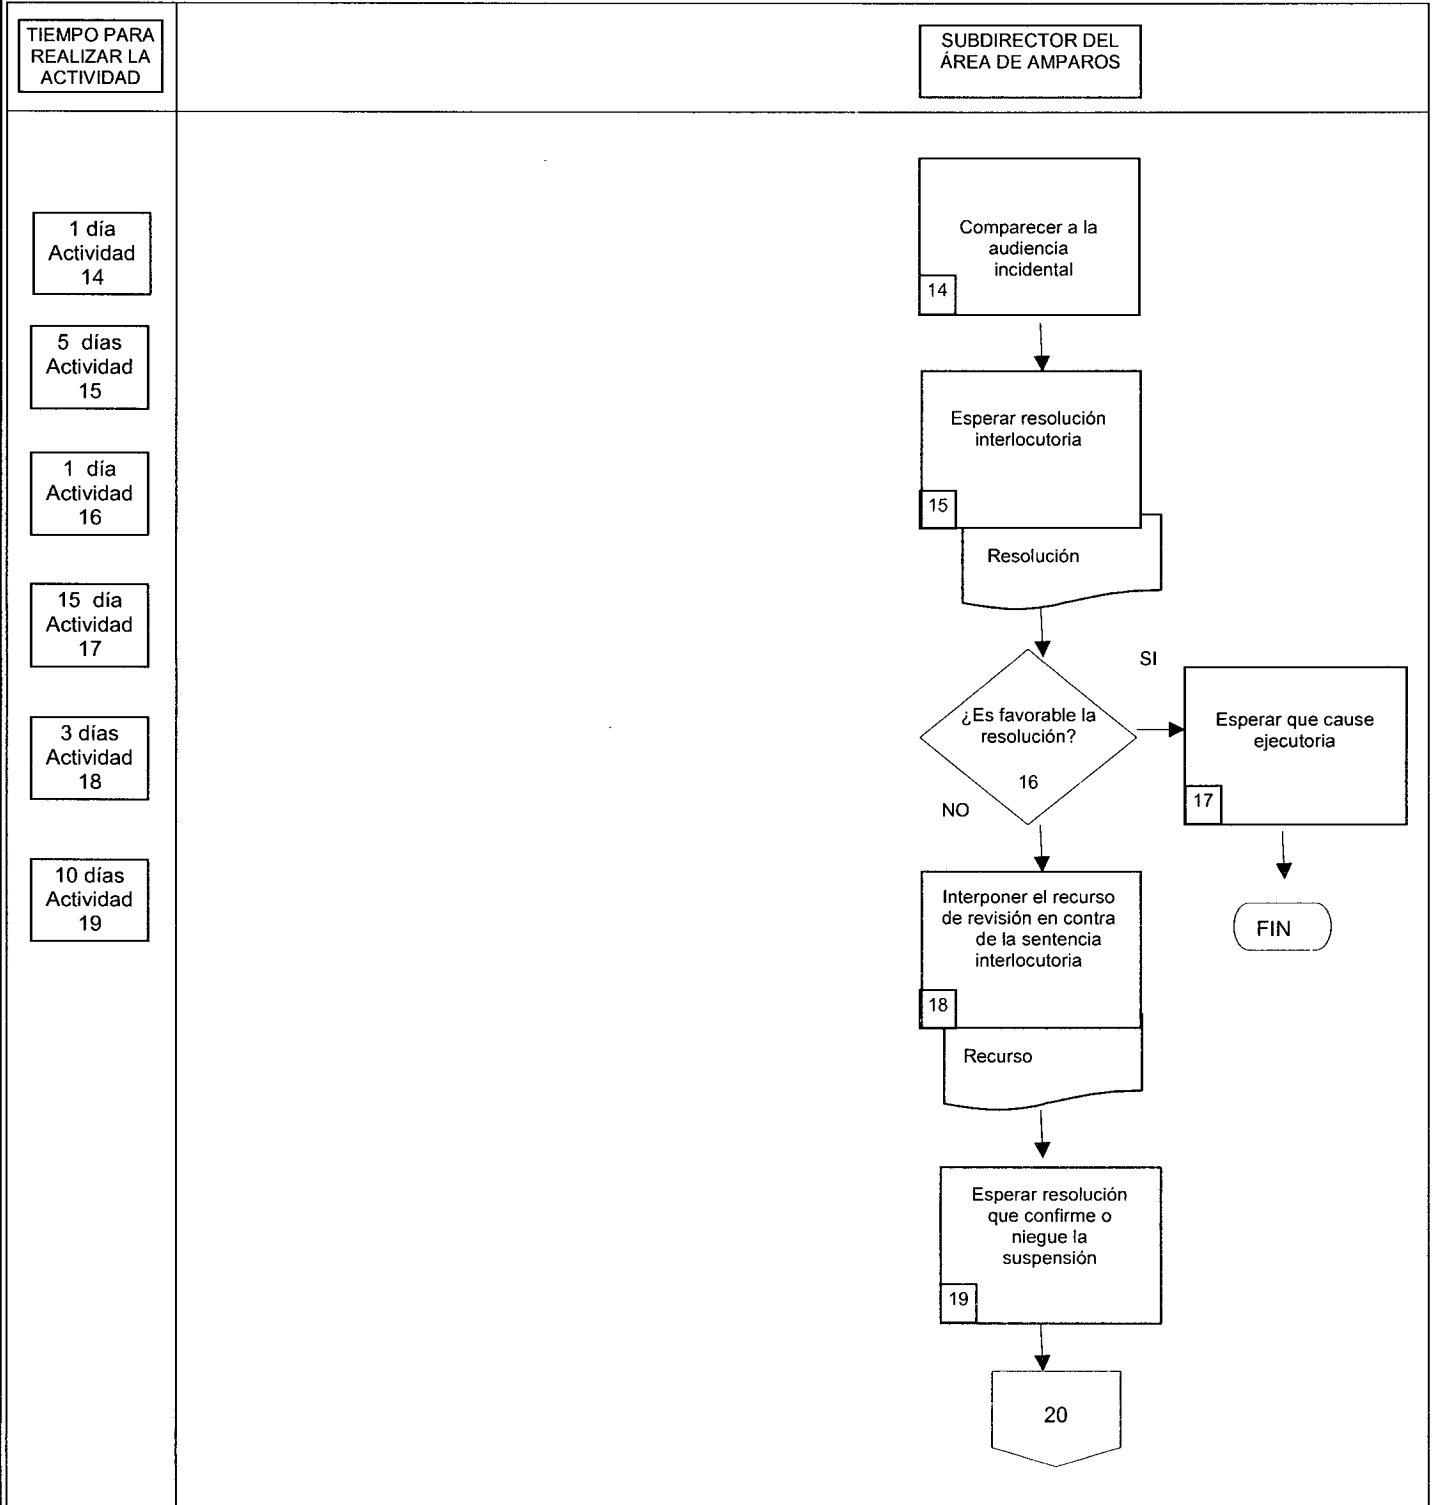 TIEMPO PARA
REALIZAR LA
ACTIVIDAD
SUBDIRECTOR DEL
ÁREA DE AMPAROS
1 día
Actividad
14
5 días
Actividad
15
1 día
Actividad
16
15 día
Actividad
17
3 días
Actividad
18
10 días
Actividad
19
Comparecer a la
audiencia
incidental
14
Esperar resolución
interlocutoria
15
Resolución
¿Es favorable la
resolución?
16
SI
NO
Esperar que cause
ejecutoria
17
FIN
Interponer el recurso
de revisión en contra
de la sentencia
interlocutoria
18
Recurso
Esperar resolución
que confirme o
niegue la
suspensión
19
20